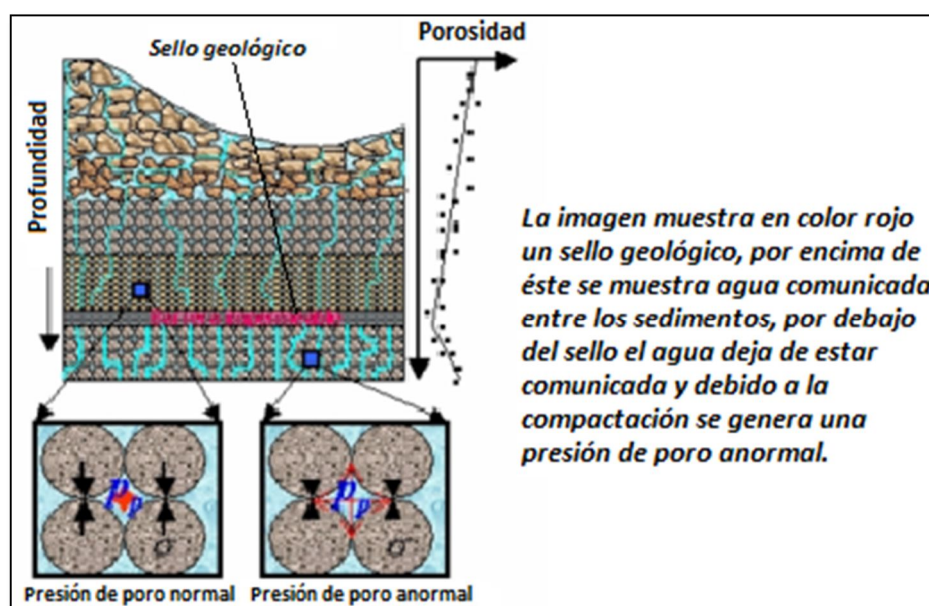 Sello geológico
Porosidad
Profundidad
La imagen muestra en color rojo
un sello geológico, por encima de
éste se muestra agua comunicada
entre los sedimentos, por debajo
del sello el agua deja de estar
comunicada y debido a la
compactación se genera una
presión de poro anormal.
Pp
σ
Pp
σ
Presión de poro normal
Presión de poro anormal